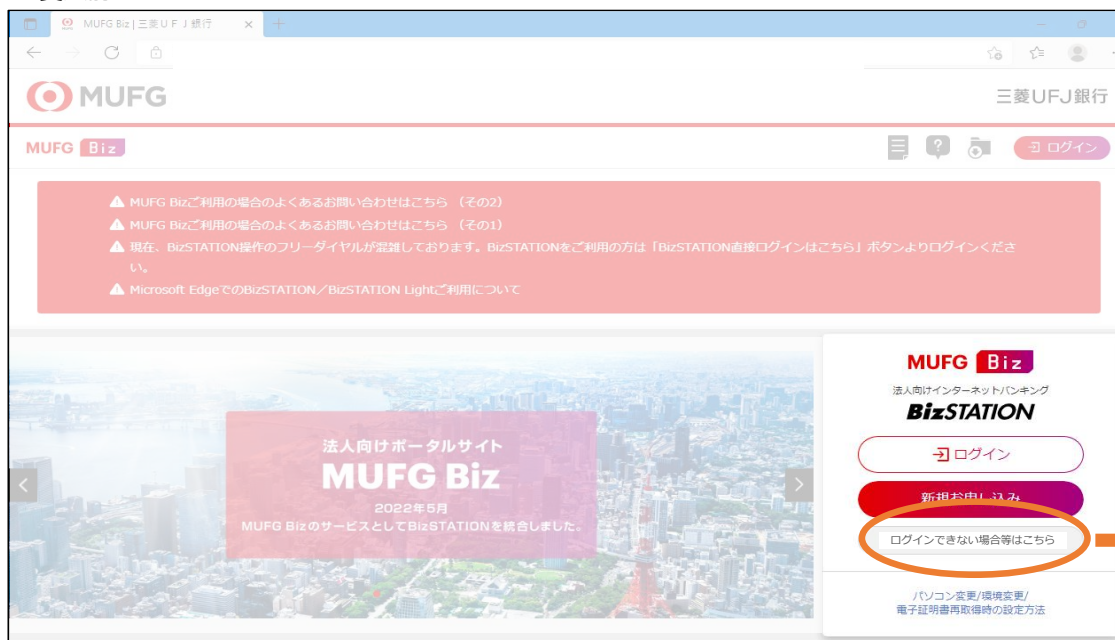 MUFG Biz | 三菱ＵＦＪ銀行
MUFG
三菱UFJ銀行
MUFG Biz
ログイン
MUFG Bizご利用の場合のよくあるお問い合わせはこちら （その2）
MUFG Bizご利用の場合のよくあるお問い合わせはこちら （その1）
現在、BizSTATION操作のフリーダイヤルが混雑しております。BizSTATIONをご利用の方は「BizSTATION直接ログインはこちら」ボタンよりログインくださ
い。
Microsoft EdgeでのBizSTATION／BizSTATION Lightご利用について
法人向けポータルサイト
MUFG Biz
2022年5月
MUFG BizのサービスとしてBizSTATIONを統合しました。
MUFG Biz
法人向けインターネットバンキング
BizSTATION
ログイン
新規お申し込み
ログインできない場合等はこちら
パソコン変更/環境変更/
電子証明書再取得時の設定方法